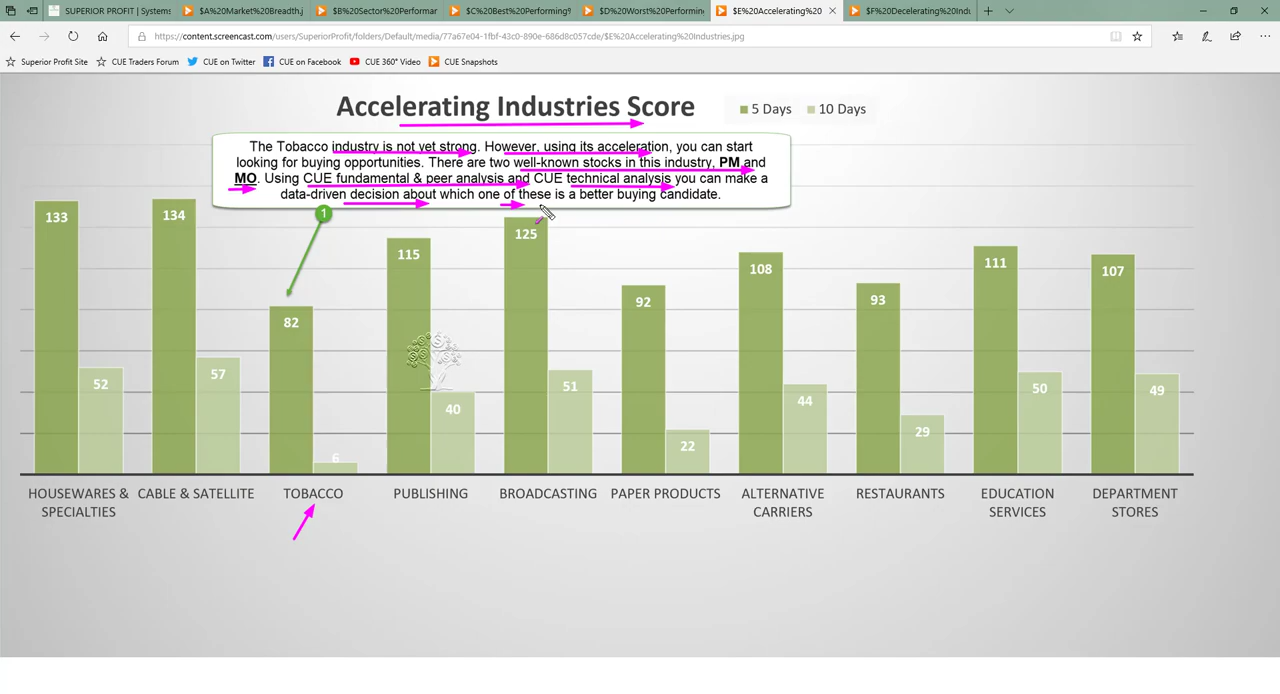 SUPERIOR PROFIT | Systems
$A%20Market%20Breadth.j
$B%20Sector%20Performar
$C%20Best%20Performing%
$D%20Worst%20Performing
$E%20Accelerating%20
$F%20Decelerating%20Indu
https://content.screencast.com/users/SuperiorProfit/folders/Default/media/77a67e04-1fbf-43c0-890e-686d8c057cde/$E%20Accelerating%20Industries.jpg
Superior Profit Site
CUE Traders Forum
CUE on Twitter
CUE on Facebook
CUE 360° Video
CUE Snapshots
Accelerating Industries Score
5 Days
10 Days
The Tobacco industry is not yet strong. However, using its acceleration, you can start
looking for buying opportunities. There are two well-known stocks in this industry, PM and
MO. Using CUE fundamental & peer analysis and CUE technical analysis you can make a
data-driven decision about which one of these is a better buying candidate.
1
133
52
134
57
82
6
115
40
125
51
92
22
108
44
93
29
111
50
107
49
HOUSEWARES &
SPECIALTIES
CABLE & SATELLITE
TOBACCO
PUBLISHING
BROADCASTING
PAPER PRODUCTS
ALTERNATIVE
CARRIERS
RESTAURANTS
EDUCATION
SERVICES
DEPARTMENT
STORES